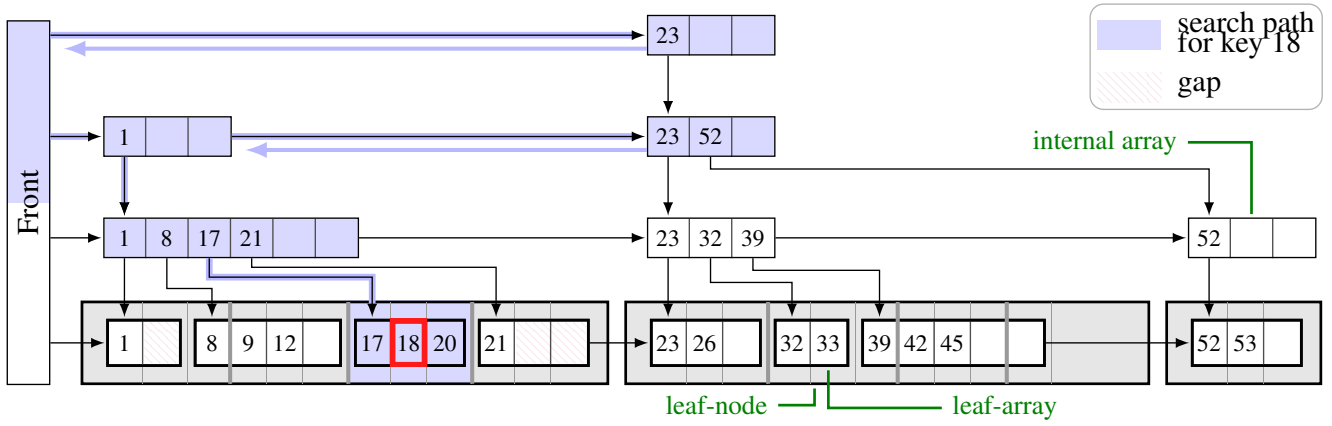 search path
for key 18
gap
Front
23
1
23 52
internal array
1 8 17 21
23 32 39
52
1 8 9 12 17 18 20 21
23 26 32 33 39 42 45
52 53
leaf-node
leaf-array